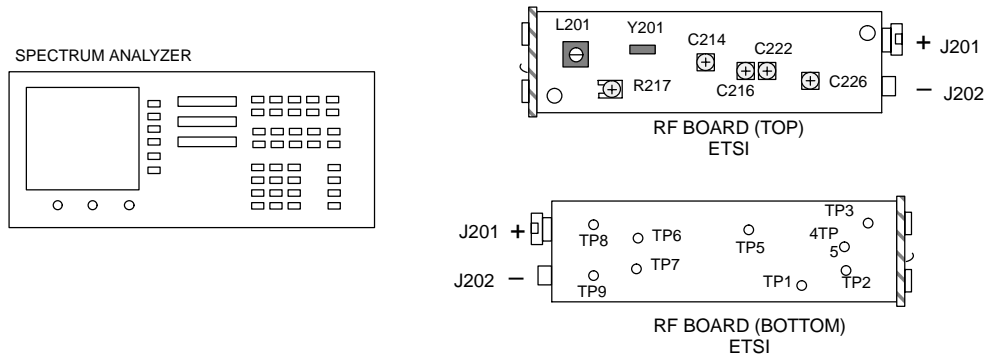 SPECTRUM ANALYZER
L201
Y201
C214
C222
R217
C216
C226
+ J201
− J202
RF BOARD (TOP)
ETSI
J201 +
J202 −
TP8
TP6
TP5
TP3
4TP
5
TP7
TP9
TP1
TP2
RF BOARD (BOTTOM)
ETSI